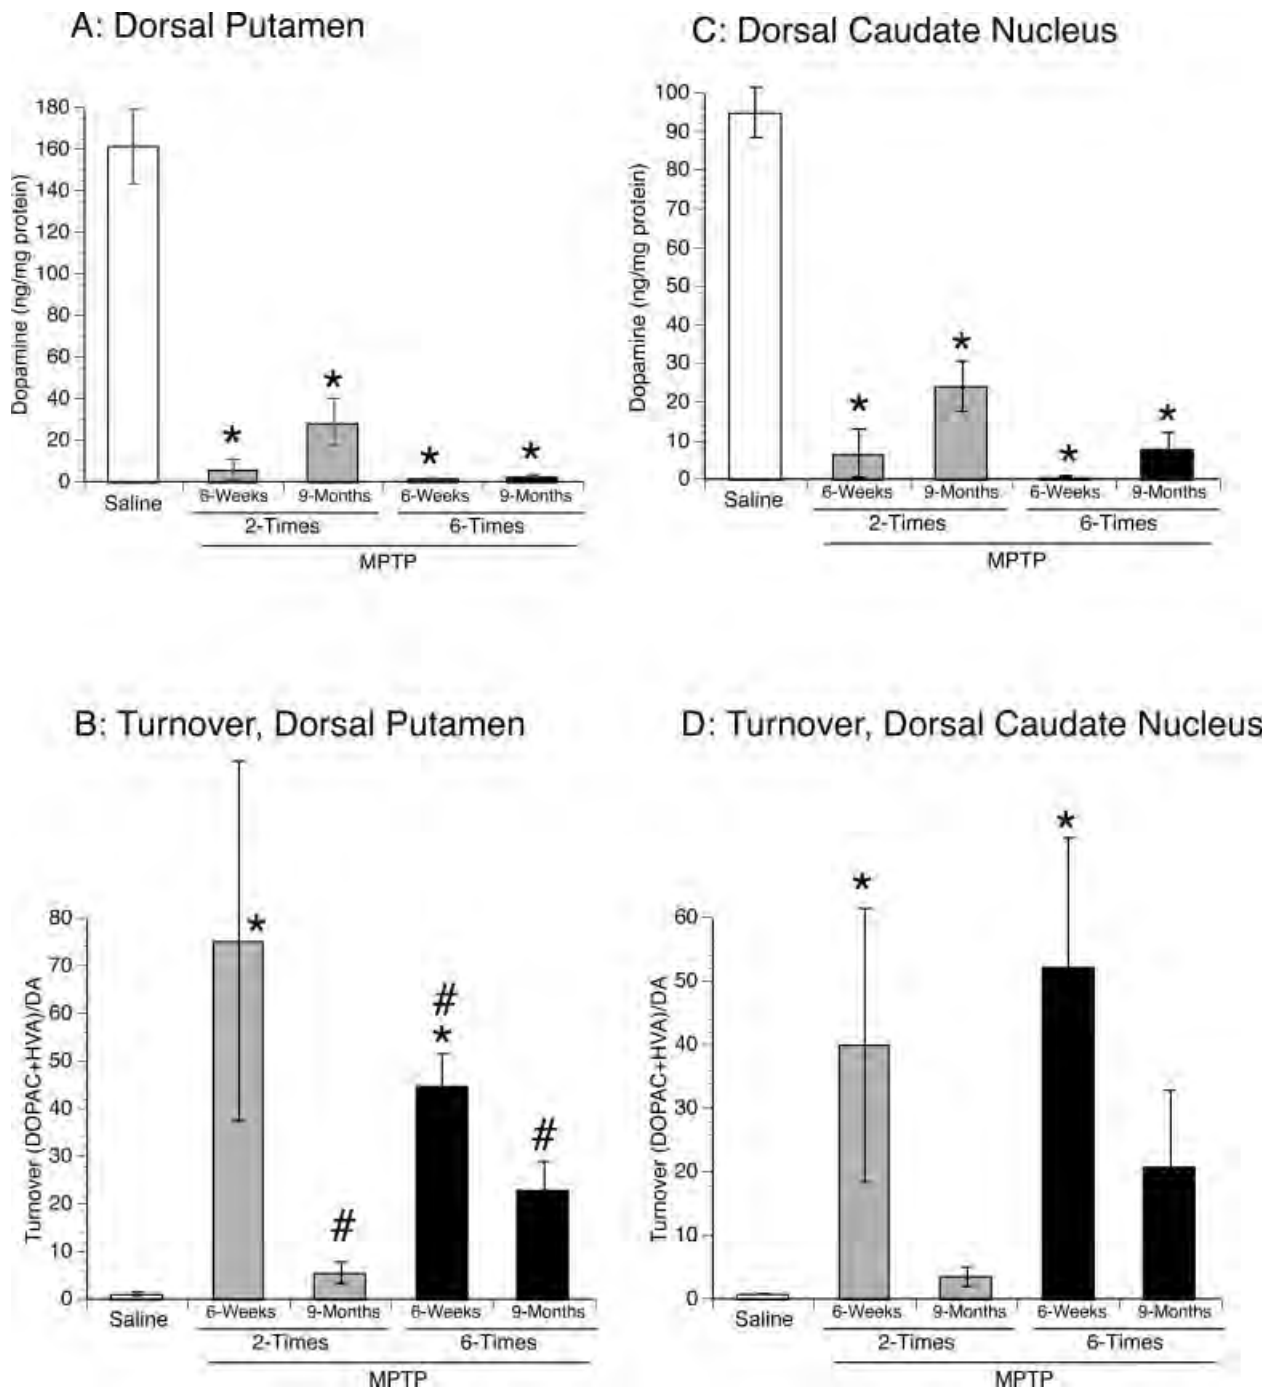 A: Dorsal Putamen
180
160
140
120
100
80
60
40
20
0
Dopamine (ng/mg protein)
*
*
*
*
Saline
6-Weeks 9-Months 6-Weeks 9-Months
2-Times 6-Times
MPTP
C: Dorsal Caudate Nucleus
100
90
80
70
60
50
40
30
20
10
0
Dopamine (ng/mg protein)
*
*
*
*
Saline
6-Weeks 9-Months 6-Weeks 9-Months
2-Times 6-Times
MPTP
B: Turnover, Dorsal Putamen
80
70
60
50
40
30
20
10
0
Turnover (DOPAC+HVA)/DA
*
#
#
*
#
Saline
6-Weeks 9-Months 6-Weeks 9-Months
2-Times 6-Times
MPTP
D: Turnover, Dorsal Caudate Nucleus
60
50
40
30
20
10
0
Turnover (DOPAC+HVA)/DA
*
*
Saline
6-Weeks 9-Months 6-Weeks 9-Months
2-Times 6-Times
MPTP